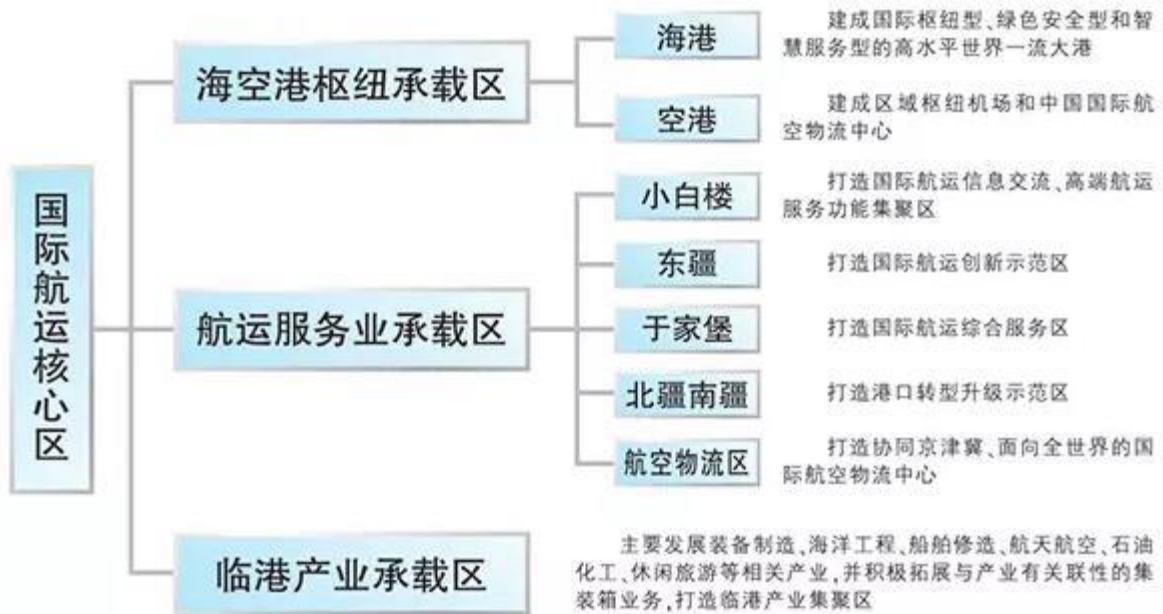 国际航运核心区
海空港枢纽承载区
海港
建成国际枢纽型、绿色安全型和智
慧服务型的高水平世界一流大港
空港
建成区域枢纽机场和中国国际航
空物流中心
航运服务业承载区
小白楼
打造国际航运信息交流、高端航运
服务功能集聚区
东疆
打造国际航运创新示范区
于家堡
打造国际航运综合服务区
北疆南疆
打造港口转型升级示范区
航空物流区
打造协同京津冀、面向全世界的国
际航空物流中心
临港产业承载区
主要发展装备制造、海洋工程、船舶修造、航天航空、石油
化工、休闲旅游等相关产业,并积极拓展与产业有关联性的集
装箱业务,打造临港产业集聚区